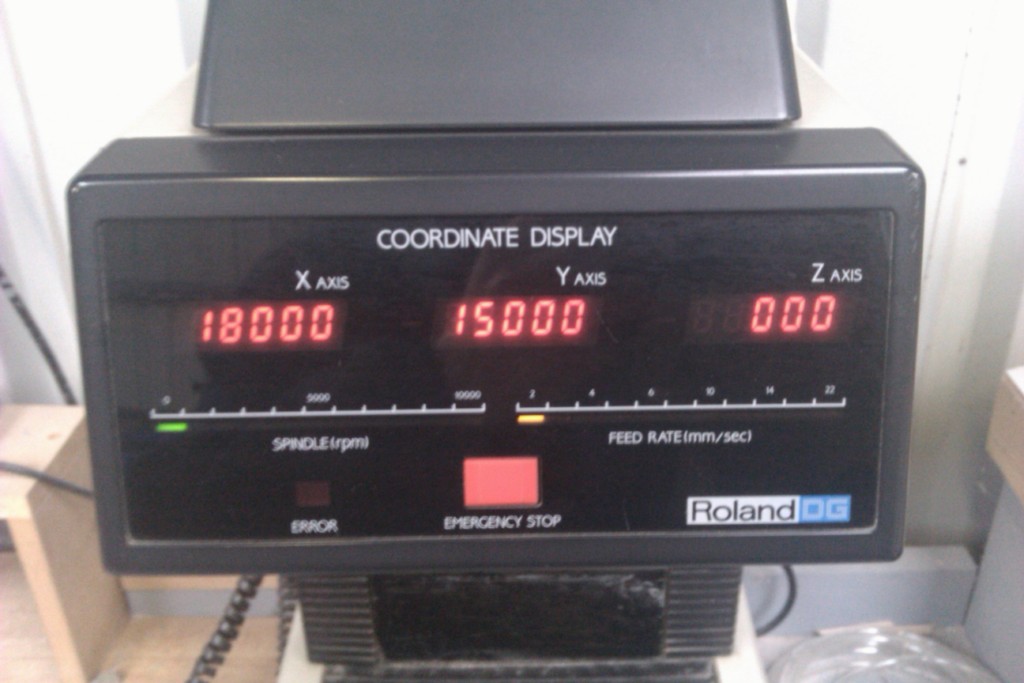 COORDINATE DISPLAY
X AXIS Y AXIS Z AXIS
18000 15000 000
0 5000 10000 2 4 6 10 14 22
SPINDLE (rpm) FEED RATE (mm/sec)
ERROR EMERGENCY STOP
Roland DG